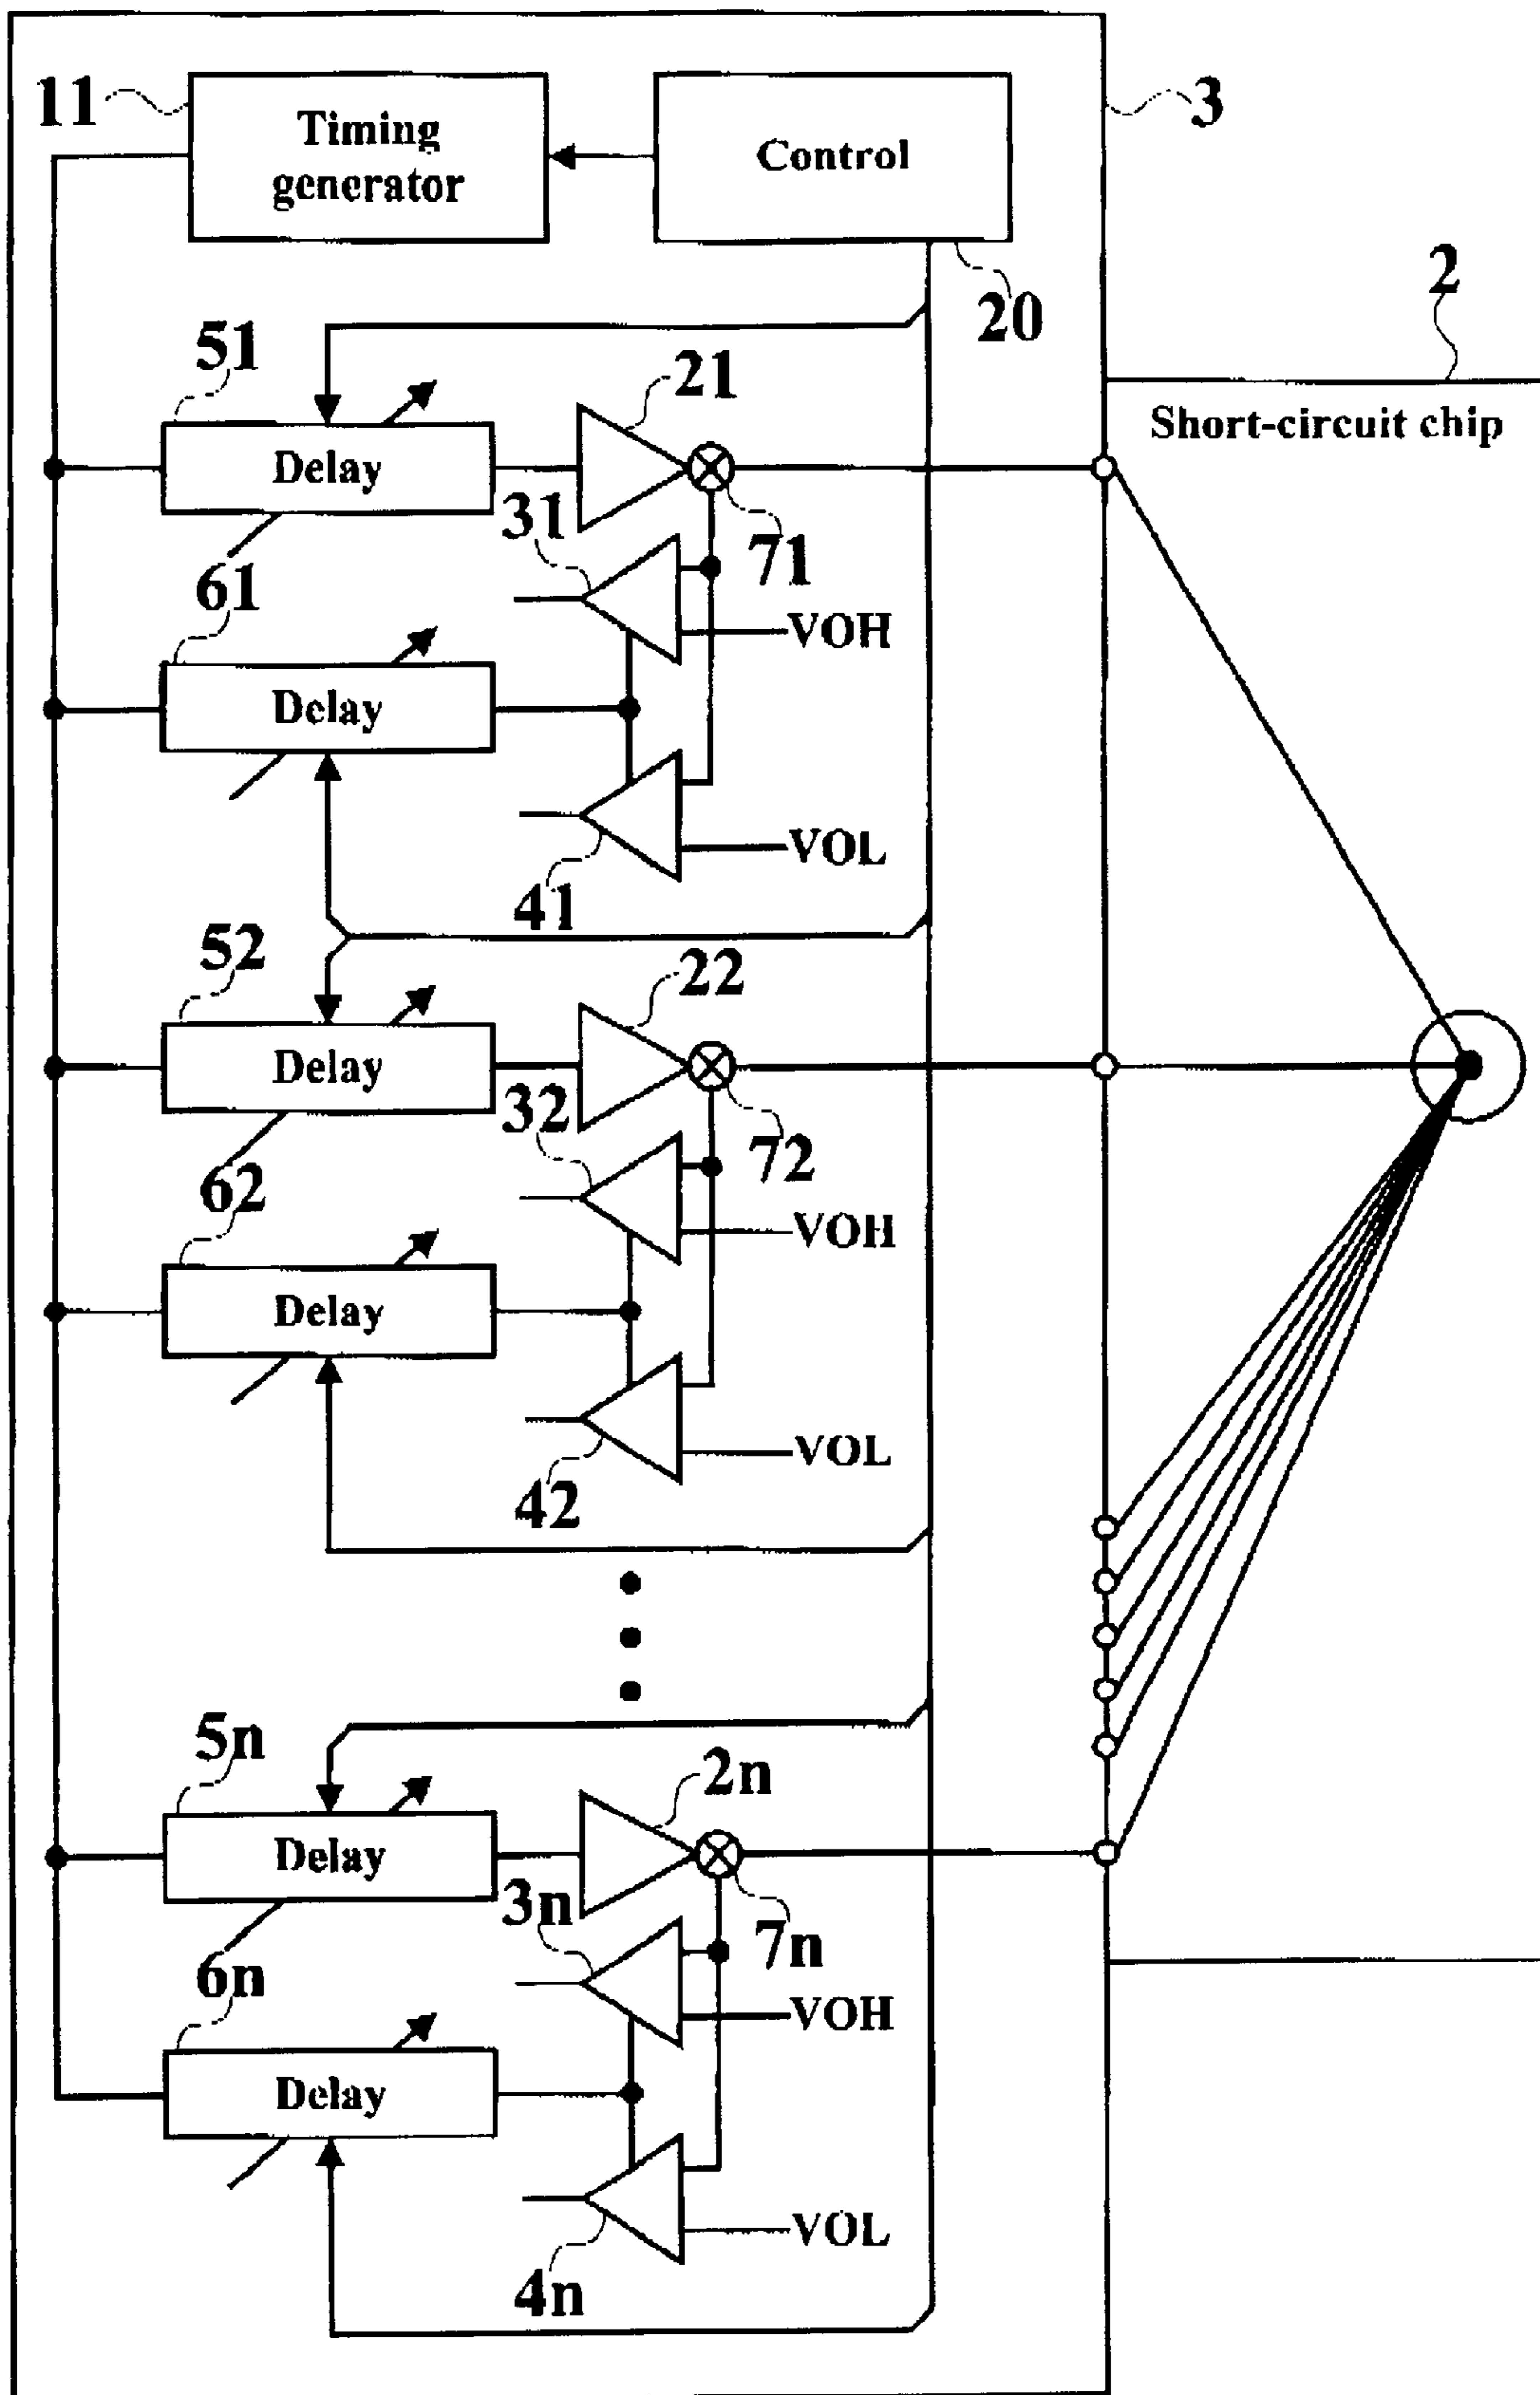 11
Timing
generator
Control
3
20
2
Short-circuit chip
51
Delay
21
31
71
61
VOH
Delay
41
VOL
52
22
Delay
32
72
62
VOH
Delay
42
VOL
5n
2n
Delay
3n
7n
6n
VOH
Delay
4n
VOL